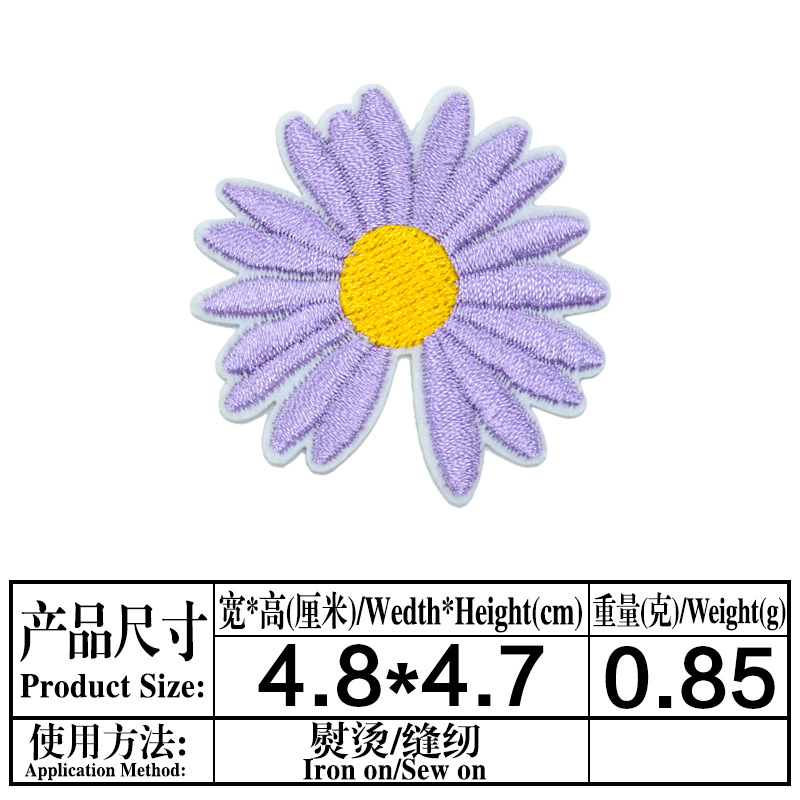 产品尺寸
Product Size:
宽*高(厘米)/Wedth*Height(cm)
4.8*4.7
重量(克)/Weight(g)
0.85
使用方法:
Application Method:
熨烫/缝纫
Iron on/Sew on